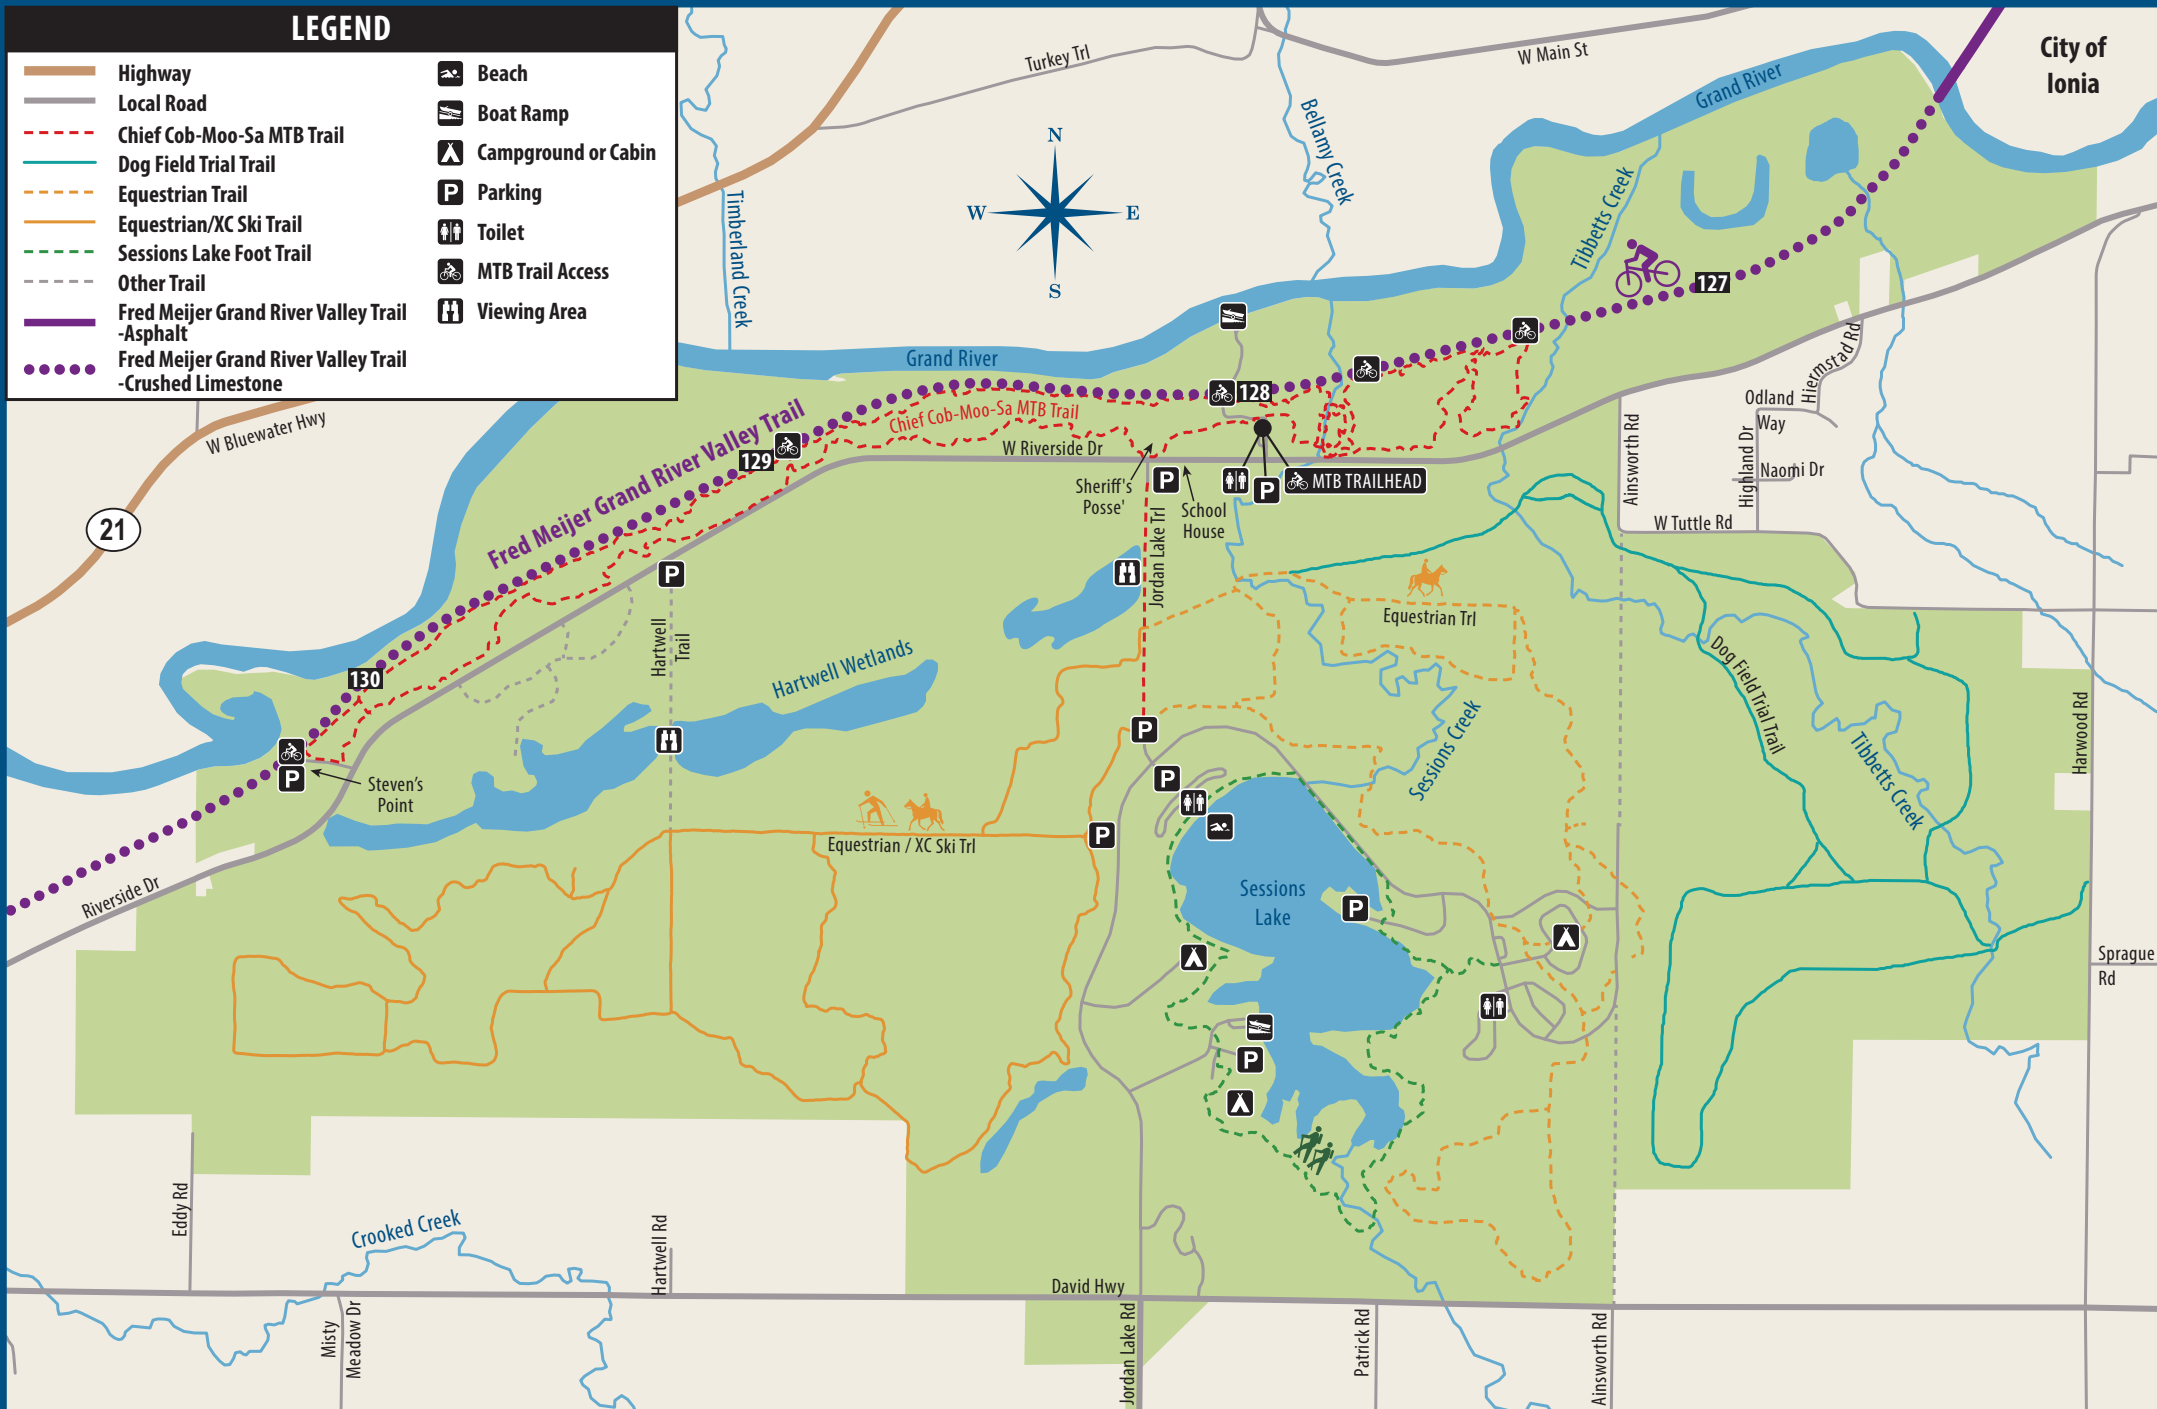 LEGEND
Highway
Local Road
Chief Cob-Moo-Sa MTB Trail
Dog Field Trial Trail
Equestrian Trail
Equestrian/XC Ski Trail
Sessions Lake Foot Trail
Other Trail
Fred Meijer Grand River Valley Trail
-Asphalt
Fred Meijer Grand River Valley Trail
-Crushed Limestone
Beach
Boat Ramp
Campground or Cabin
P
Parking
Toilet
MTB Trail Access
Viewing Area
City of
Ionia
W Main St
Turkey Trl
Grand River
Bellamy Creek
Timberland Creek
N
W
E
S
Tibbetts Creek
127
Grand River
128
Hiermstad Rd
Odland
Way
Highland Dr
Naomi Dr
Ainsworth Rd
W Tuttle Rd
W Bluewater Hwy
21
Fred Meijer Grand River Valley Trail
129
Chief Cob-Moo-Sa MTB Trail
W Riverside Dr
Sheriff's
Posse'
P
School
House
P
MTB TRAILHEAD
Jordan Lake Trl
P
Hartwell
Trail
Hartwell Wetlands
Equestrian Trl
130
P
Steven's
Point
Riverside Dr
Sessions Creek
Dog Field Trial Trail
Tibbetts Creek
Harwood Rd
P
P
P
Equestrian / XC Ski Trl
Sessions
Lake
P
P
Sprague
Rd
Eddy Rd
Crooked Creek
Hartwell Rd
David Hwy
Misty
Meadow Dr
Jordan Lake Rd
Patrick Rd
Ainsworth Rd